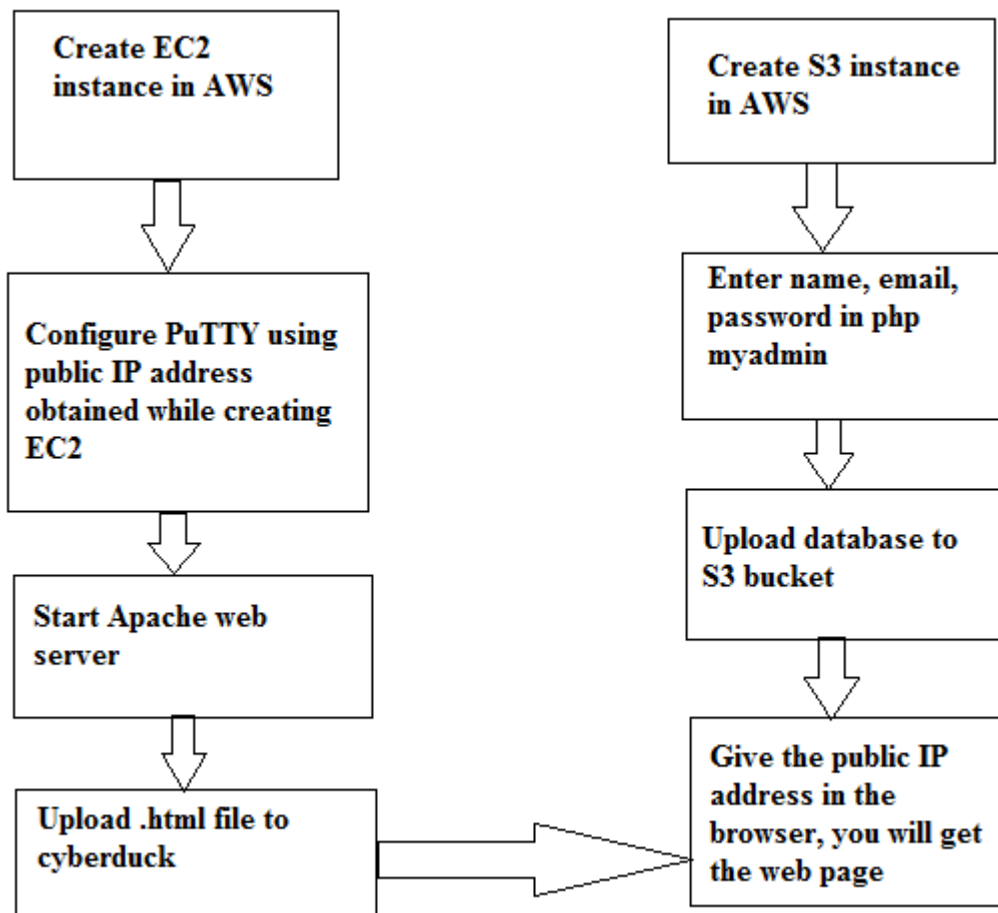 Create EC2
instance in AWS
Configure PuTTY using
public IP address
obtained while creating
EC2
Start Apache web
server
Upload .html file to
cyberduck
Create S3 instance
in AWS
Enter name, email,
password in php
myadmin
Upload database to
S3 bucket
Give the public IP
address in the
browser, you will get
the web page